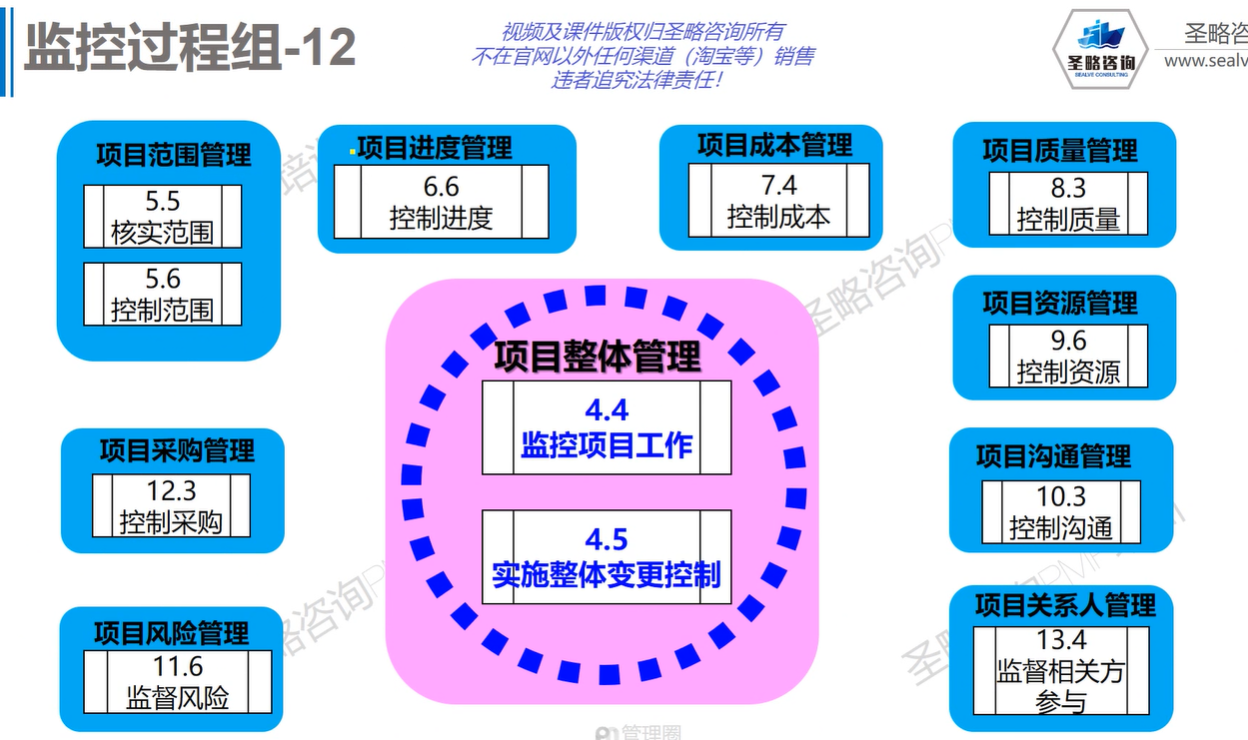 监控过程组-12
视频及课件版权归圣略咨询所有
不在官网以外任何渠道（淘宝等）销售
违者追究法律责任！
圣略咨询
SEALVE CONSULTING
圣略咨
www.sealv
项目范围管理
5.5
核实范围
5.6
控制范围
项目进度管理
6.6
控制进度
项目成本管理
7.4
控制成本
项目质量管理
8.3
控制质量
项目资源管理
9.6
控制资源
项目整体管理
4.4
监控项目工作
4.5
实施整体变更控制
项目采购管理
12.3
控制采购
项目沟通管理
10.3
控制沟通
项目风险管理
11.6
监督风险
项目关系人管理
13.4
监督相关方
参与
圣略咨询P
略咨询P
管理圈